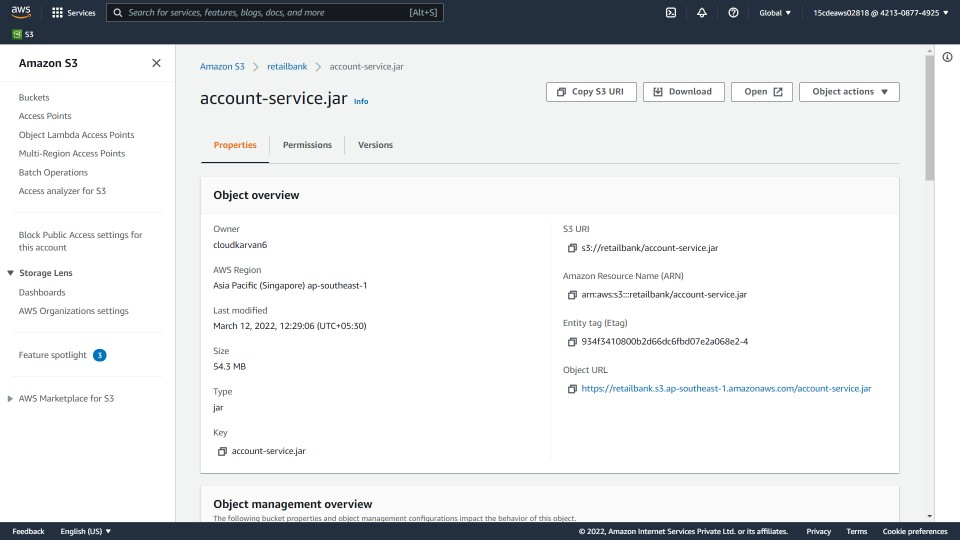 aws
Services
Search for services, features, blogs, docs, and more
[Alt+S]
Global
15cdeaws02818 @ 4213-0877-4925
S3
Amazon S3
Buckets
Access Points
Object Lambda Access Points
Multi-Region Access Points
Batch Operations
Access analyzer for S3
Block Public Access settings for
this account
Storage Lens
Dashboards
AWS Organizations settings
Feature spotlight 3
AWS Marketplace for S3
Amazon S3 > retailbank > account-service.jar
account-service.jar Info
Copy S3 URI
Download
Open
Object actions
Properties
Permissions
Versions
Object overview
Owner
cloudkarvan6
AWS Region
Asia Pacific (Singapore) ap-southeast-1
Last modified
March 12, 2022, 12:29:06 (UTC+05:30)
Size
54.3 MB
Type
jar
Key
account-service.jar
S3 URI
s3://retailbank/account-service.jar
Amazon Resource Name (ARN)
arn:aws:s3:::retailbank/account-service.jar
Entity tag (Etag)
934f3410800b2d66dc6fbd07e2a068e2-4
Object URL
https://retailbank.s3.ap-southeast-1.amazonaws.com/account-service.jar
Object management overview
The following bucket properties and object management configurations impact the behavior of this object.
Feedback
English (US)
© 2022, Amazon Internet Services Private Ltd. or its affiliates.
Privacy
Terms
Cookie preferences